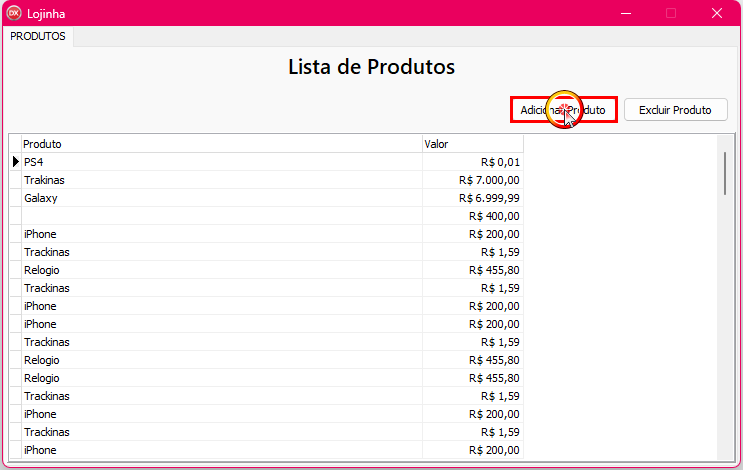 DX Lojinha
PRODUTOS
Lista de Produtos
Adicionar Produto Excluir Produto
Produto Valor
PS4 R$ 0,01
Trakinas R$ 7.000,00
Galaxy R$ 6.999,99
R$ 400,00
iPhone R$ 200,00
Trackinas R$ 1,59
Relogio R$ 455,80
Trackinas R$ 1,59
iPhone R$ 200,00
iPhone R$ 200,00
Trackinas R$ 1,59
Relogio R$ 455,80
Relogio R$ 455,80
Trackinas R$ 1,59
iPhone R$ 200,00
Trackinas R$ 1,59
iPhone R$ 200,00